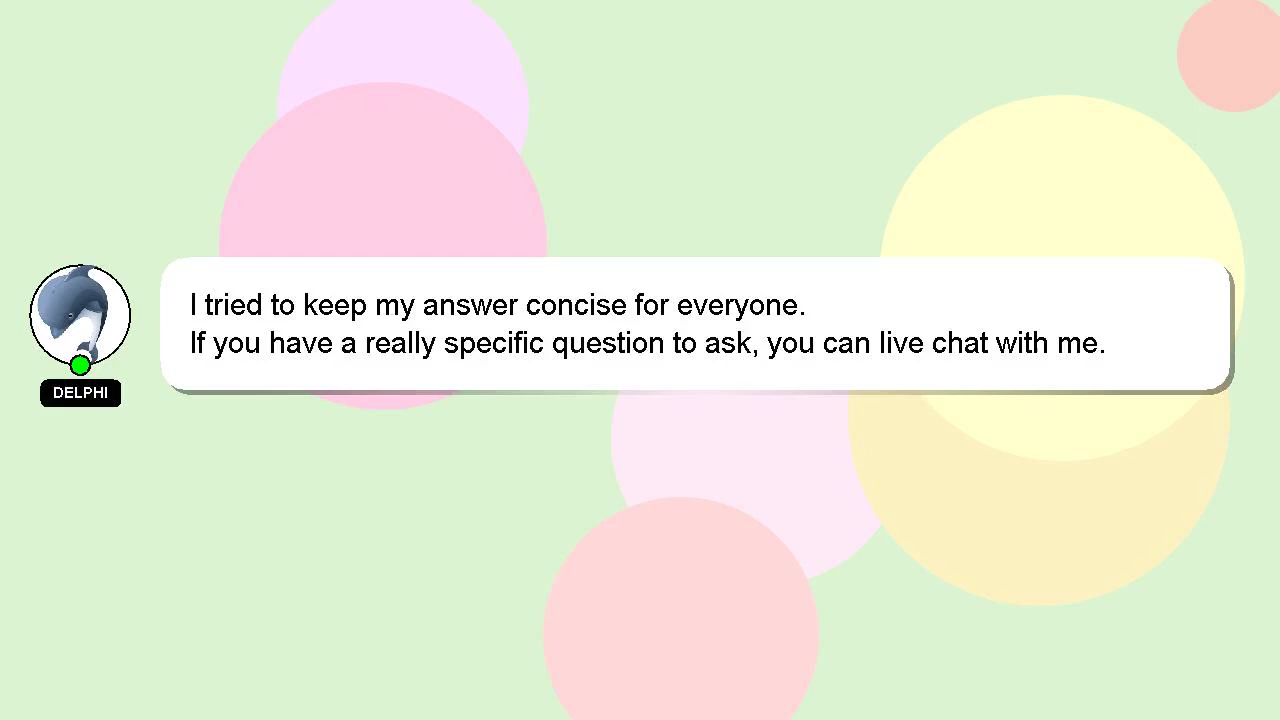 I tried to keep my answer concise for everyone.
If you have a really specific question to ask, you can live chat with me.
DELPHI